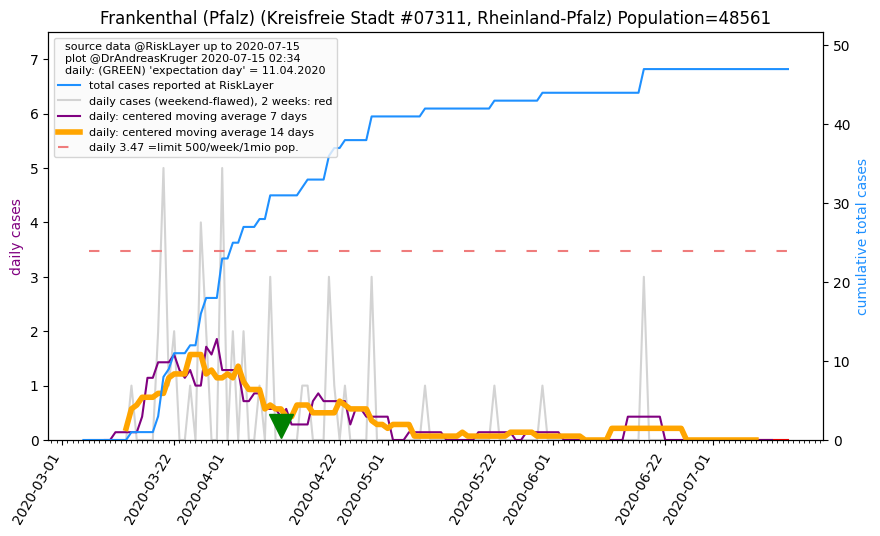 Frankenthal (Pfalz) (Kreisfreie Stadt #07311, Rheinland-Pfalz) Population=48561
source data @RiskLayer up to 2020-07-15
plot @DrAndreasKruger 2020-07-15 02:34
daily: (GREEN) 'expectation day' = 11.04.2020
total cases reported at RiskLayer
daily cases (weekend-flawed), 2 weeks: red
daily: centered moving average 7 days
daily: centered moving average 14 days
daily 3.47 =limit 500/week/1mio pop.
daily cases
7
6
5
4
3
2
1
0
cumulative total cases
50
40
30
20
10
0
2020-03-01
2020-03-22
2020-04-01
2020-04-22
2020-05-01
2020-05-22
2020-06-01
2020-06-22
2020-07-01